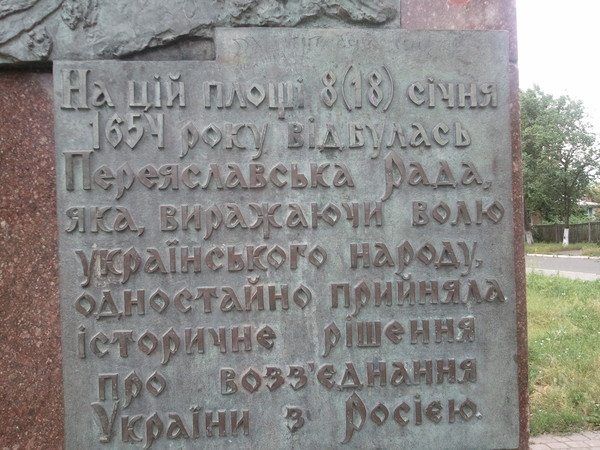 На цій площі 8(18) січня
1654 року відбулась
Переяславська Рада,
яка, виражаючи волю
українського народу,
одностайно прийняла
історичне рішення
про возз'єднання
України з Росією.